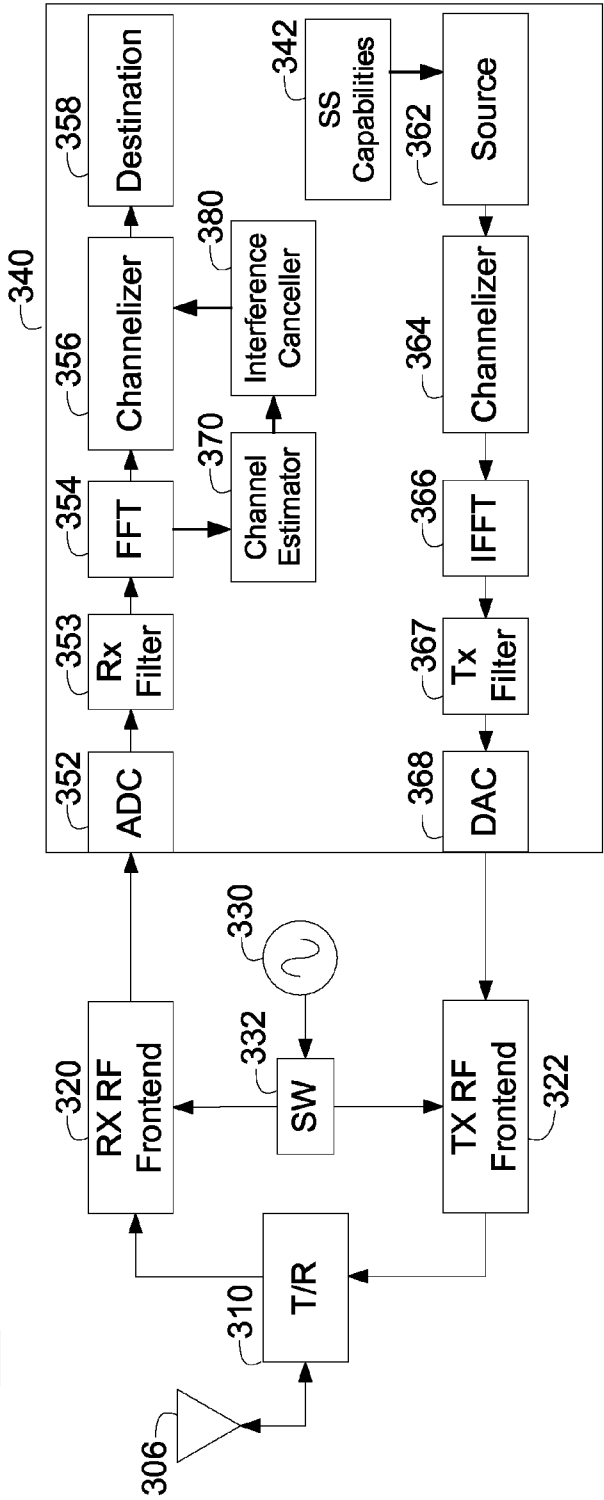 340
352
ADC
353
Rx
Filter
354
FFT
356
Channelizer
358
Destination
370
Channel
Estimator
380
Interference
Canceller
342
SS
Capabilities
320
RX RF
Frontend
306
310
T/R
332
SW
330
322
TX RF
Frontend
368
DAC
367
Tx
Filter
366
IFFT
364
Channelizer
362
Source